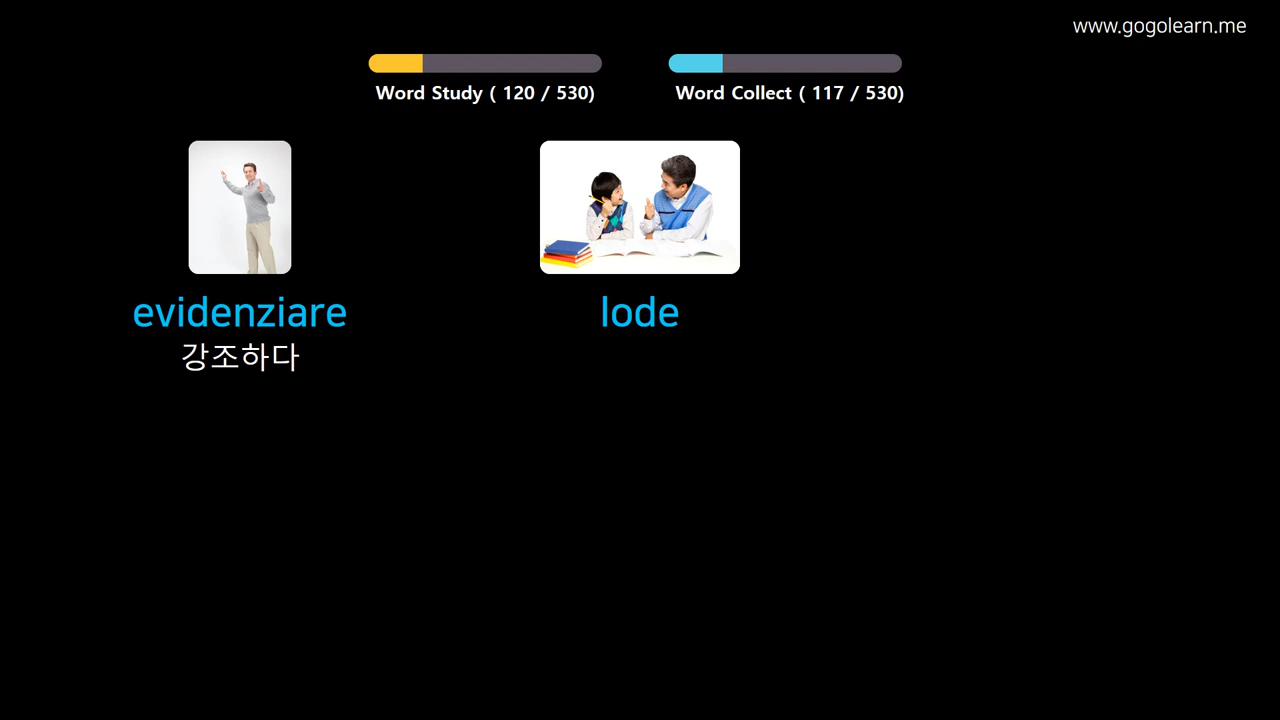 www.gogolearn.me
Word Study ( 120 / 530)
Word Collect ( 117 / 530)
evidenziare
강조하다
lode